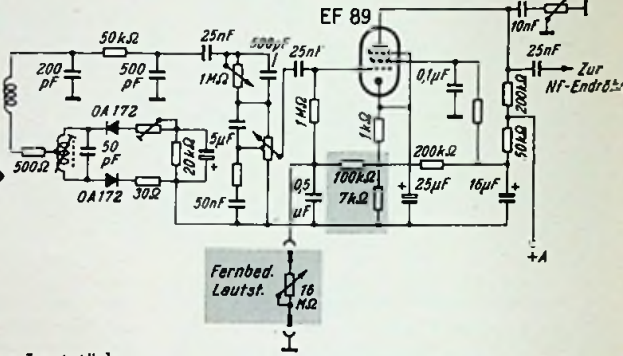 EF 89
50kΩ
25nF
500pF
25nF
10nF
200 pF
500 pF
1MΩ
0,1µF
25nF
Zur
Nf-Endröhre
200kΩ
50kΩ
OA172
5µF
1MΩ
1kΩ
500Ω
50 pF
20kΩ
200kΩ
100kΩ
OA172
30Ω
50nF
0,5 µF
7kΩ
25µF
16µF
+A
Fernbed.
Lautst.
16 MΩ